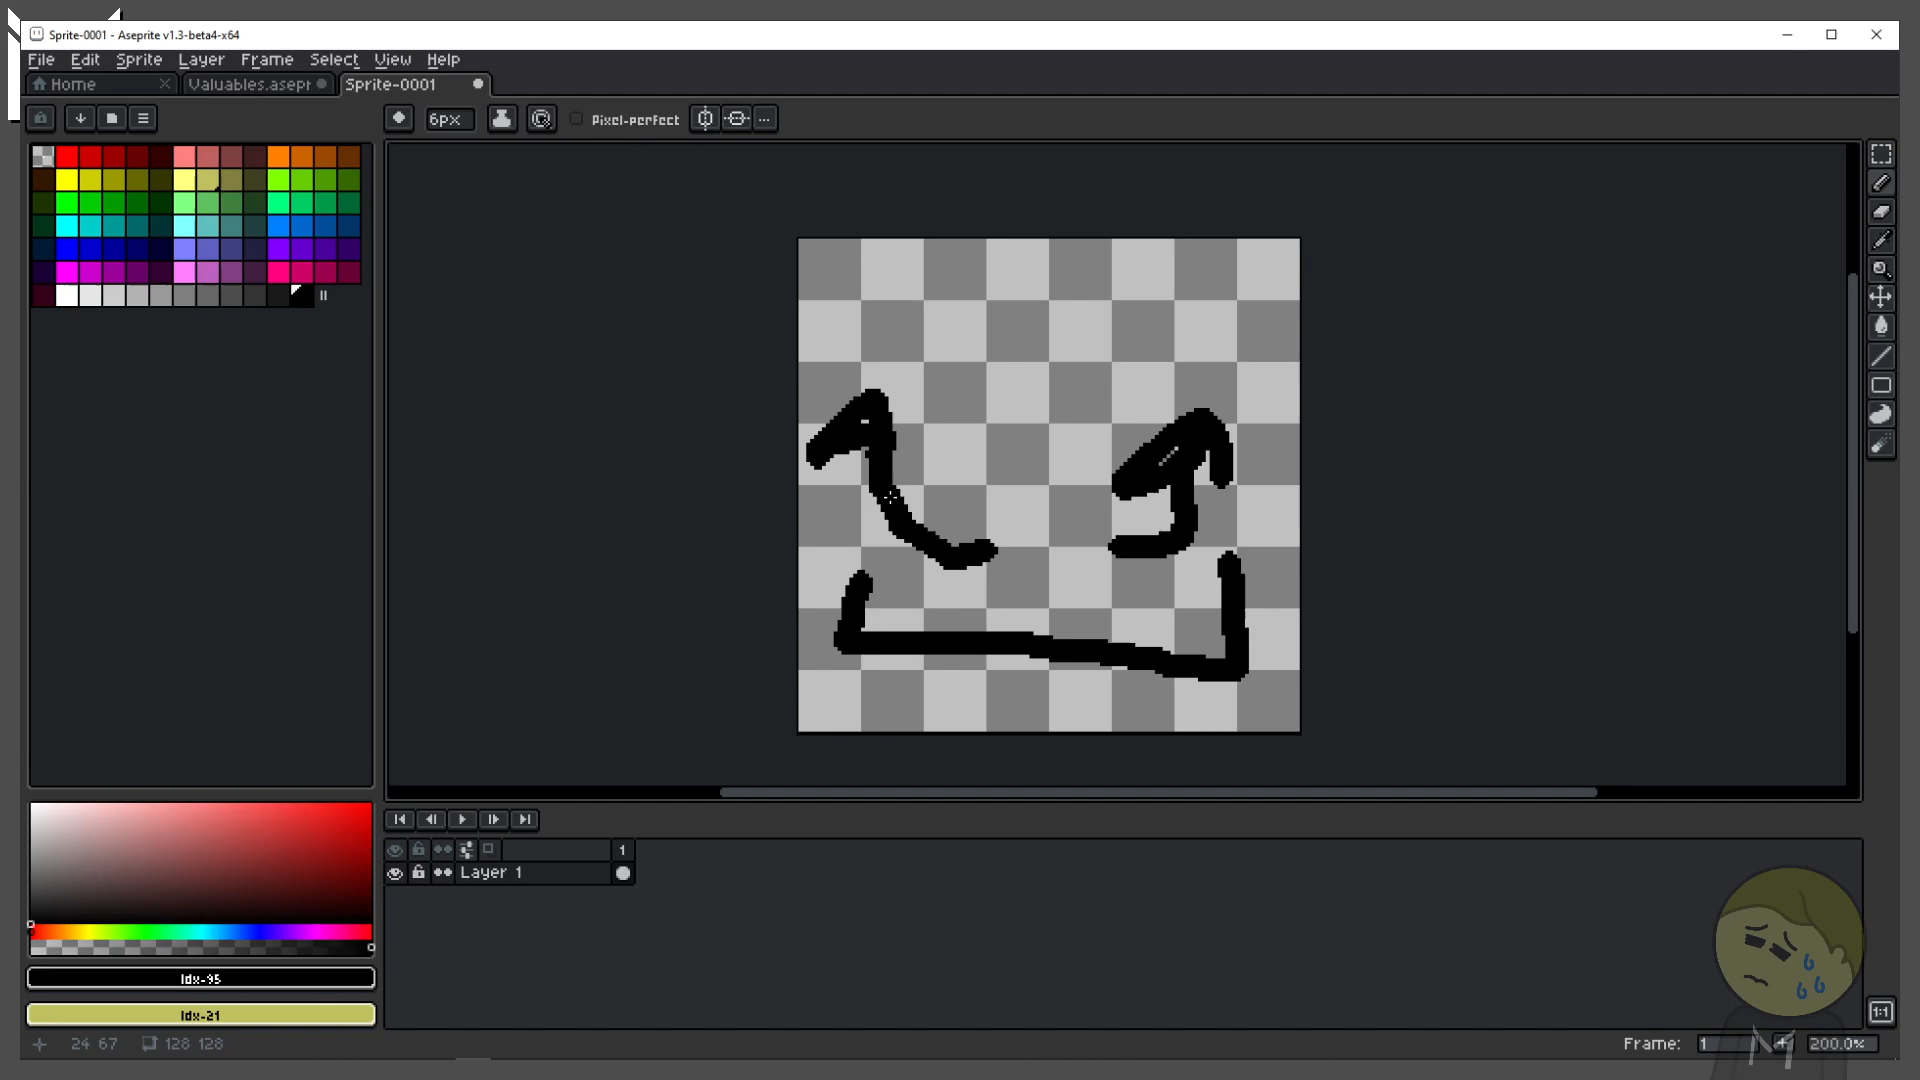 Sprite-0001 - Aseprite v1.3-beta4-x64
File Edit Sprite Layer Frame Select View Help
Home Valuables.asepr Sprite-0001
6px Pixel-perfect ...
1
Layer 1
Idx-95
Idx-21
24 67 128 128
1:1
Frame: 1 + 200.0%